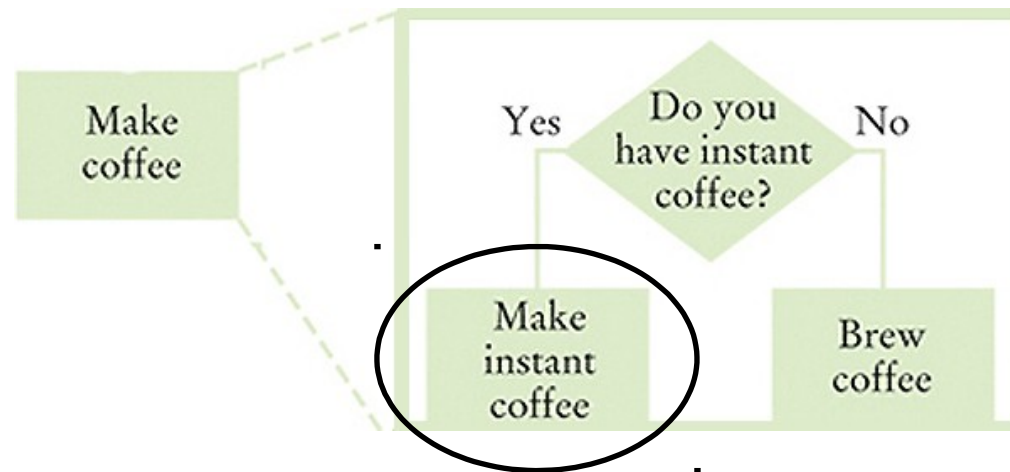 Make
coffee
Yes
Do you
have instant
coffee?
No
Make
instant
coffee
Brew
coffee